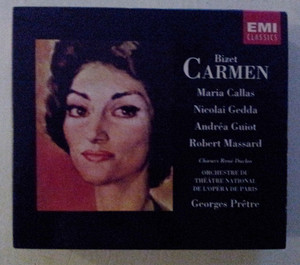 EMI
CLASSICS
Bizet
CARMEN
Maria Callas
Nicolai Gedda
Andréa Guiot
Robert Massard
Chœurs René Duclos
ORCHESTRE DU
THÉÂTRE NATIONAL
DE L'OPÉRA DE PARIS
Georges Prêtre